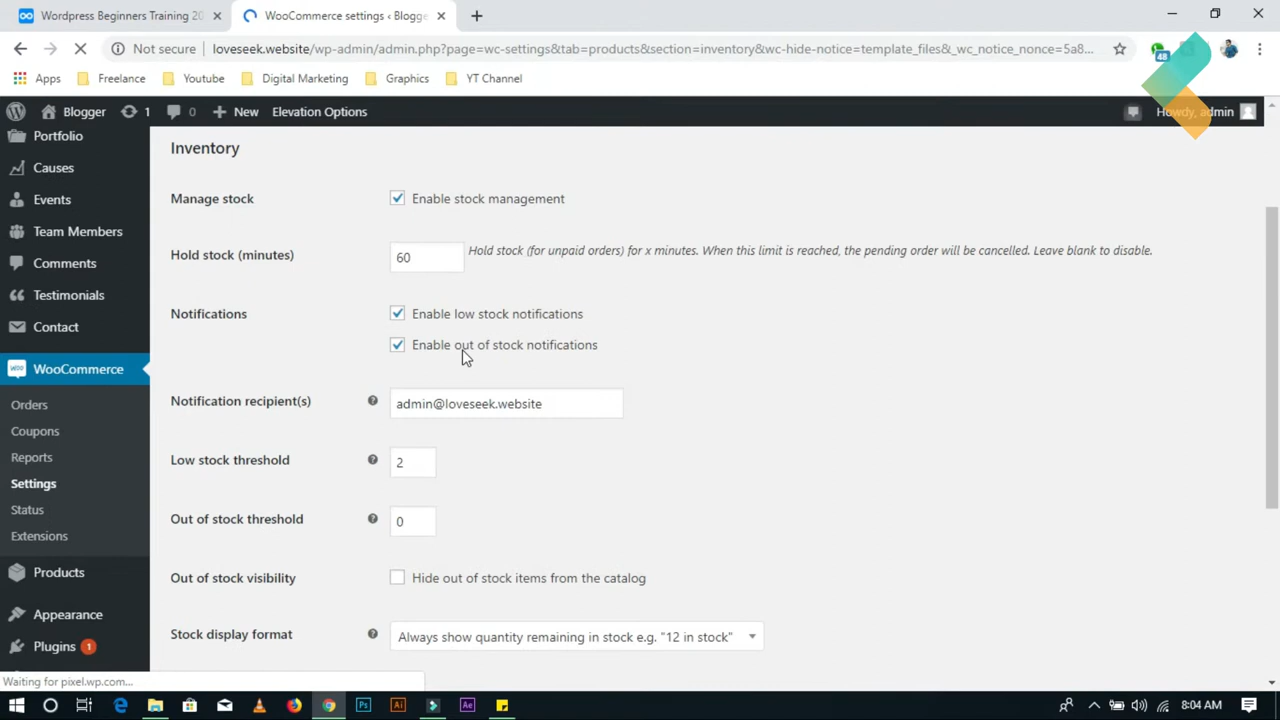 Wordpress Beginners Training 20
WooCommerce settings ‹ Blogge
Not secure loveseek.website/wp-admin/admin.php?page=wc-settings&tab=products&section=inventory&wc-hide-notice=template_files&_wc_notice_nonce=5a8...
48
Apps Freelance Youtube Digital Marketing Graphics YT Channel
Blogger 1 0 New Elevation Options Howdy, admin
Portfolio
Causes
Events
Team Members
Comments
Testimonials
Contact
Woo WooCommerce
Orders
Coupons
Reports
Settings
Status
Extensions
Products
Appearance
Plugins 1
Inventory
Manage stock Enable stock management
Hold stock (minutes) 60 Hold stock (for unpaid orders) for x minutes. When this limit is reached, the pending order will be cancelled. Leave blank to disable.
Notifications Enable low stock notifications
Enable out of stock notifications
Notification recipient(s) ? admin@loveseek.website
Low stock threshold ? 2
Out of stock threshold ? 0
Out of stock visibility Hide out of stock items from the catalog
Stock display format ? Always show quantity remaining in stock e.g. "12 in stock"
Waiting for pixel.wp.com...
Ps Ai Ae 8:04 AM